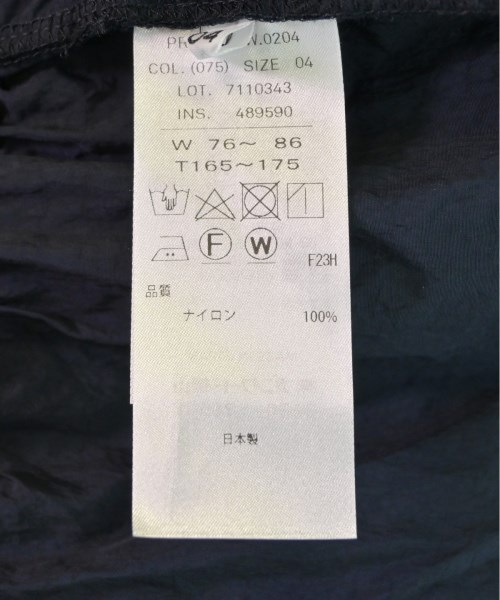 W.0204
COL. (075) SIZE 04
LOT. 7110343
INS. 489590
W 76〜 86
T165〜175
F W
F23H
品質
ナイロン 100%
日本製